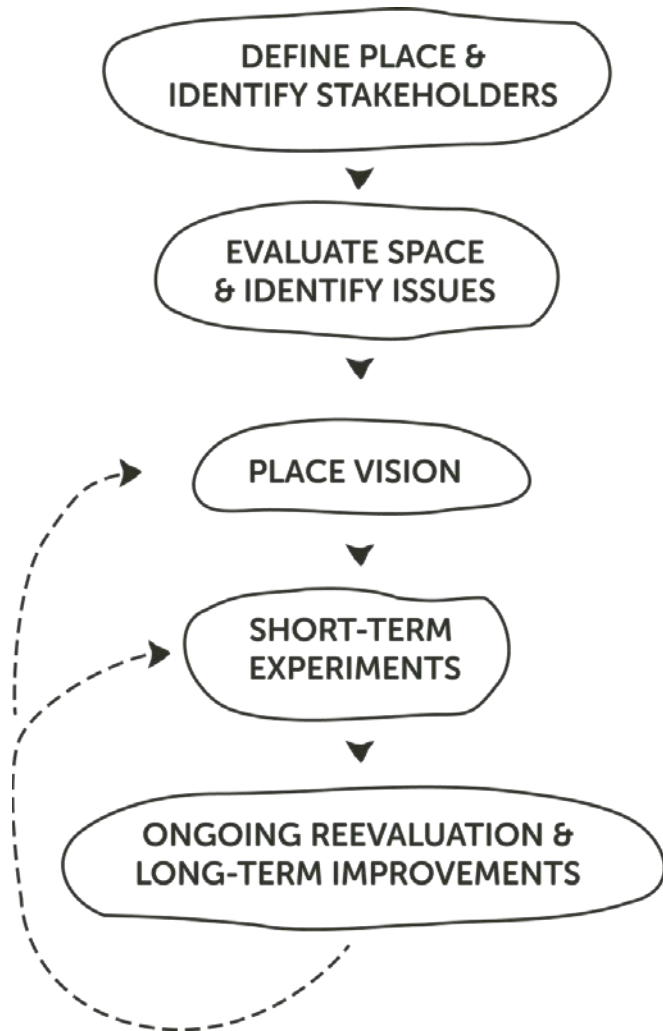 DEFINE PLACE &
IDENTIFY STAKEHOLDERS
EVALUATE SPACE
& IDENTIFY ISSUES
PLACE VISION
SHORT-TERM
EXPERIMENTS
ONGOING REEVALUATION &
LONG-TERM IMPROVEMENTS